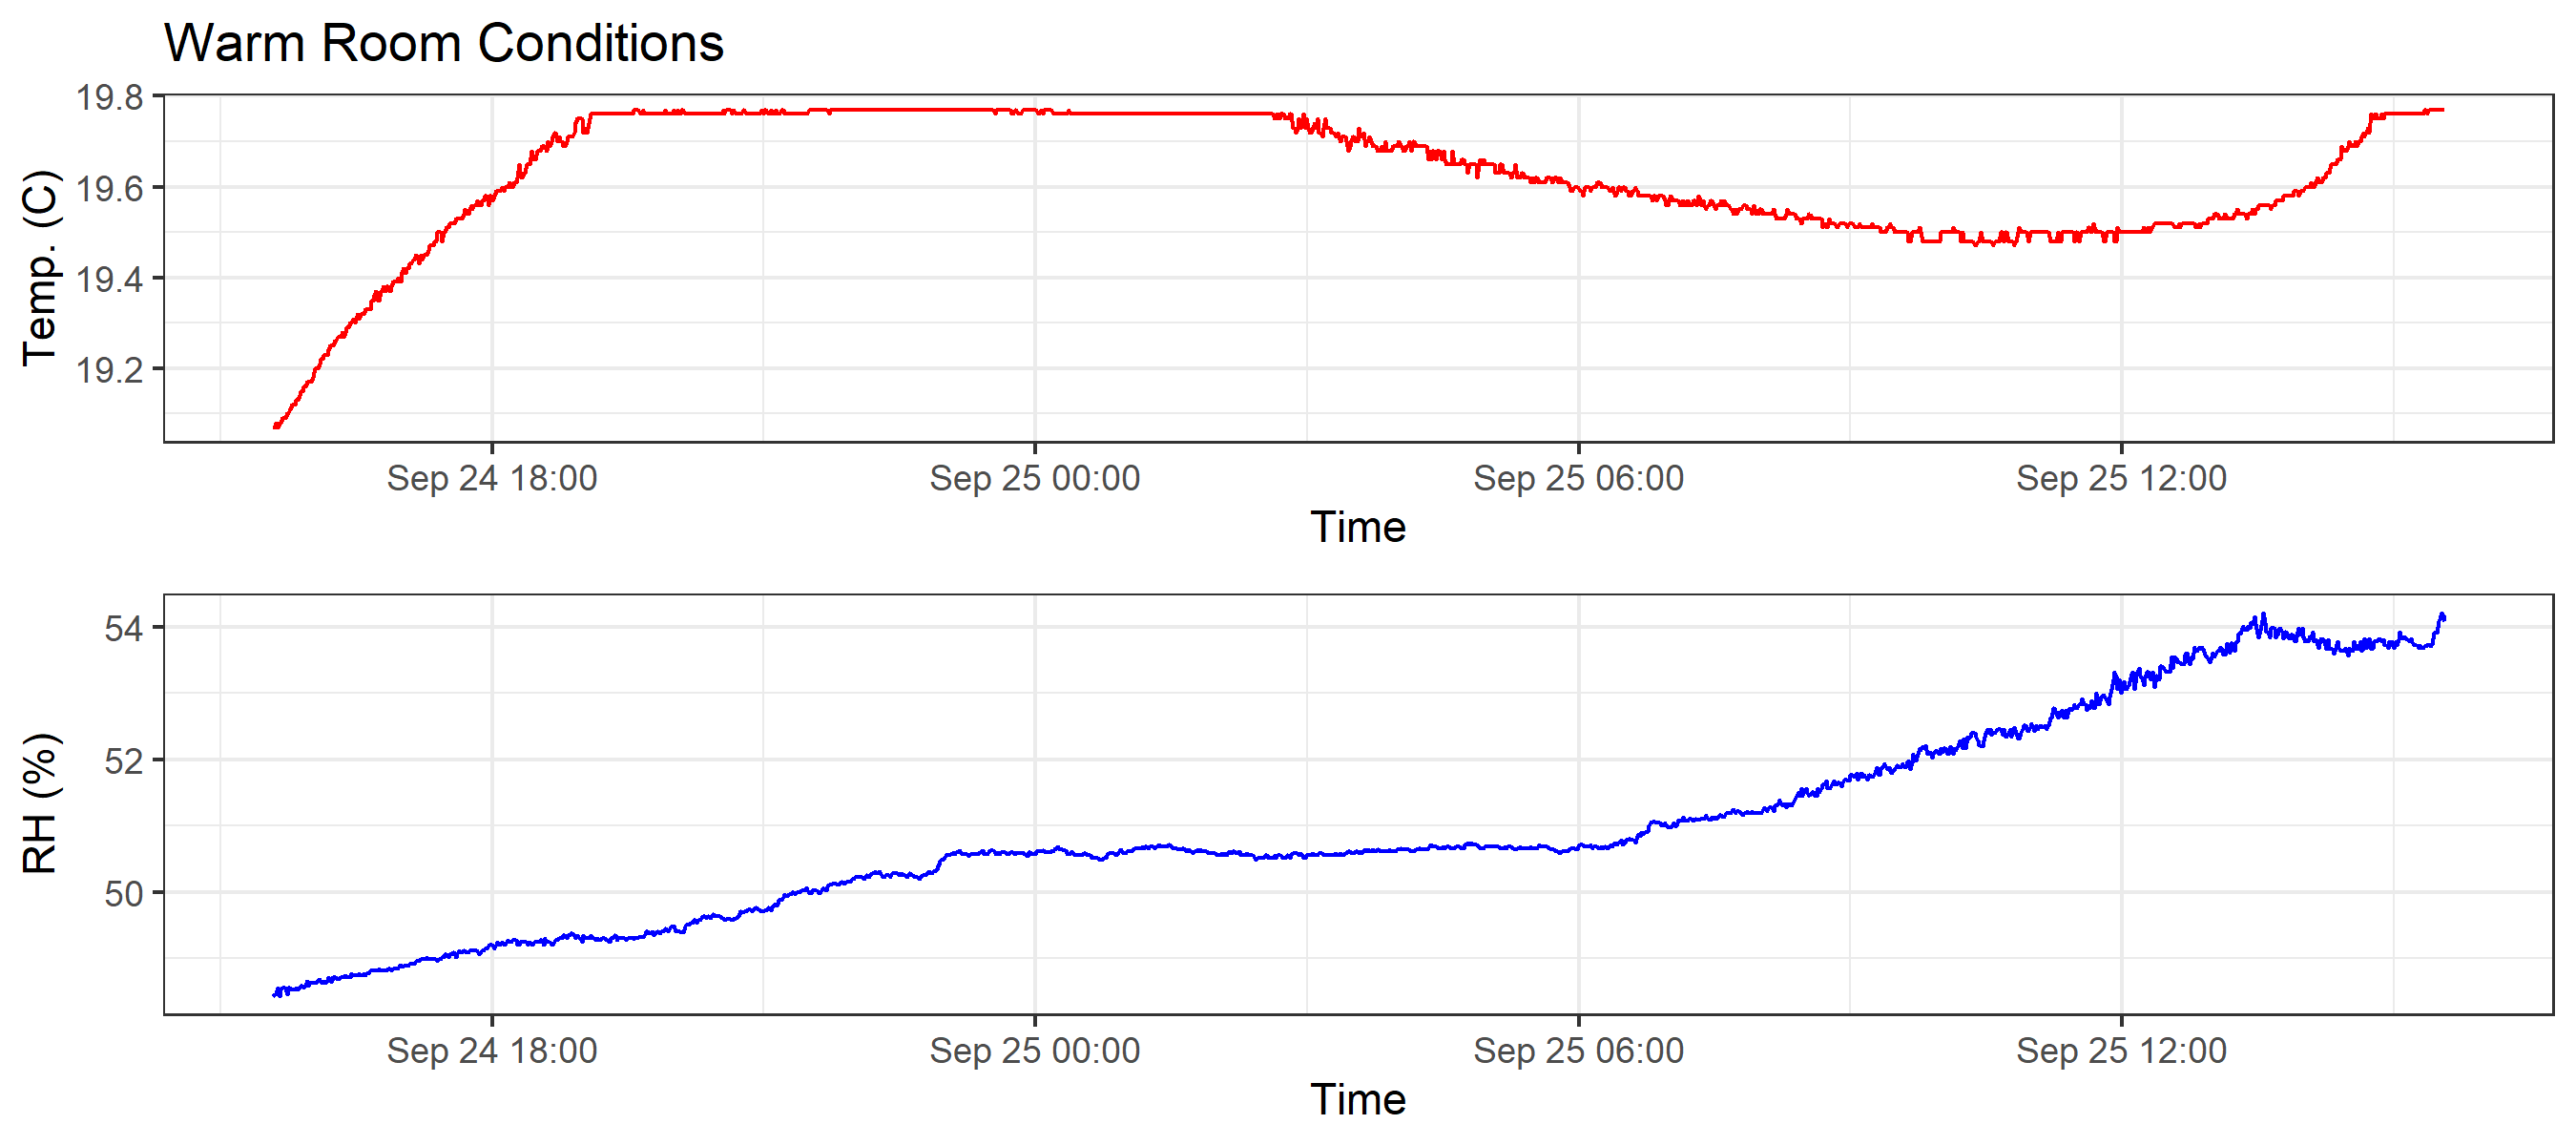 Warm Room Conditions
Temp. (C)
19.8
19.6
19.4
19.2
Sep 24 18:00 Sep 25 00:00 Sep 25 06:00 Sep 25 12:00
Time
RH (%)
54
52
50
Sep 24 18:00 Sep 25 00:00 Sep 25 06:00 Sep 25 12:00
Time